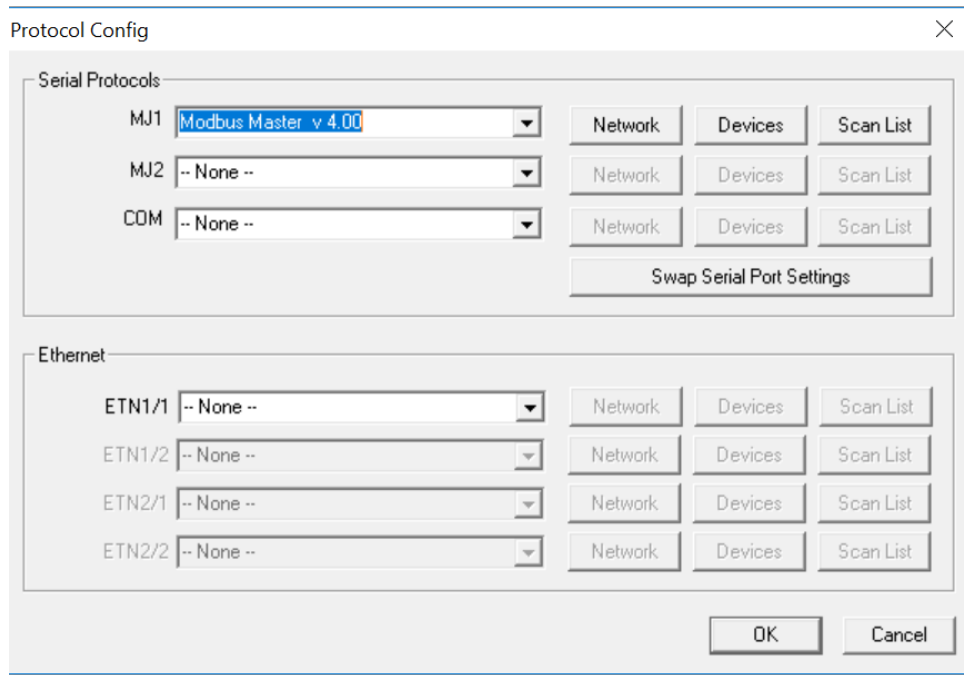 Protocol Config
Serial Protocols
MJ1 Modbus Master v 4.00 Network Devices Scan List
MJ2 -- None -- Network Devices Scan List
COM -- None -- Network Devices Scan List
Swap Serial Port Settings
Ethernet
ETN1/1 -- None -- Network Devices Scan List
ETN1/2 -- None -- Network Devices Scan List
ETN2/1 -- None -- Network Devices Scan List
ETN2/2 -- None -- Network Devices Scan List
OK Cancel